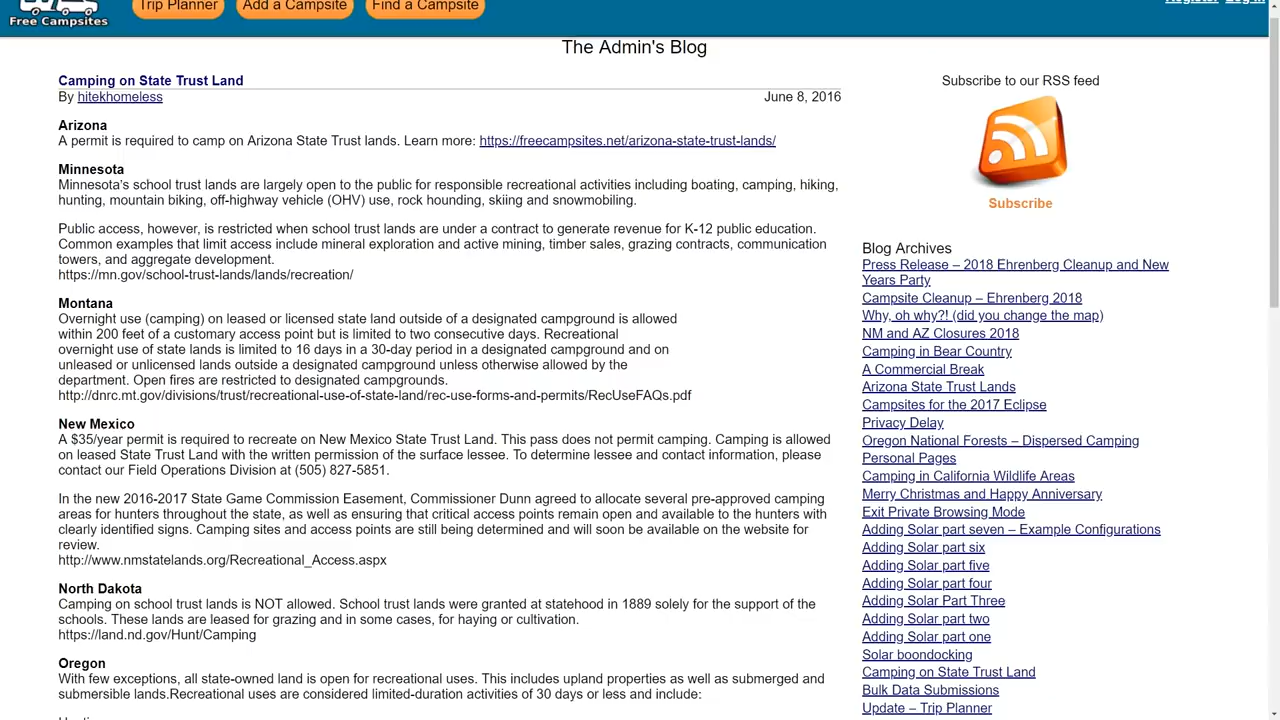 Free Campsites
Trip Planner
Add a Campsite
Find a Campsite
Register Log In
The Admin's Blog
Camping on State Trust Land
By hitekhomeless
June 8, 2016
Arizona
A permit is required to camp on Arizona State Trust lands. Learn more: https://freecampsites.net/arizona-state-trust-lands/
Minnesota
Minnesota's school trust lands are largely open to the public for responsible recreational activities including boating, camping, hiking,
hunting, mountain biking, off-highway vehicle (OHV) use, rock hounding, skiing and snowmobiling.
Public access, however, is restricted when school trust lands are under a contract to generate revenue for K-12 public education.
Common examples that limit access include mineral exploration and active mining, timber sales, grazing contracts, communication
towers, and aggregate development.
https://mn.gov/school-trust-lands/lands/recreation/
Montana
Overnight use (camping) on leased or licensed state land outside of a designated campground is allowed
within 200 feet of a customary access point but is limited to two consecutive days. Recreational
overnight use of state lands is limited to 16 days in a 30-day period in a designated campground and on
unleased or unlicensed lands outside a designated campground unless otherwise allowed by the
department. Open fires are restricted to designated campgrounds.
http://dnrc.mt.gov/divisions/trust/recreational-use-of-state-land/rec-use-forms-and-permits/RecUseFAQs.pdf
New Mexico
A $35/year permit is required to recreate on New Mexico State Trust Land. This pass does not permit camping. Camping is allowed
on leased State Trust Land with the written permission of the surface lessee. To determine lessee and contact information, please
contact our Field Operations Division at (505) 827-5851.
In the new 2016-2017 State Game Commission Easement, Commissioner Dunn agreed to allocate several pre-approved camping
areas for hunters throughout the state, as well as ensuring that critical access points remain open and available to the hunters with
clearly identified signs. Camping sites and access points are still being determined and will soon be available on the website for
review.
http://www.nmstatelands.org/Recreational_Access.aspx
North Dakota
Camping on school trust lands is NOT allowed. School trust lands were granted at statehood in 1889 solely for the support of the
schools. These lands are leased for grazing and in some cases, for haying or cultivation.
https://land.nd.gov/Hunt/Camping
Oregon
With few exceptions, all state-owned land is open for recreational uses. This includes upland properties as well as submerged and
submersible lands.Recreational uses are considered limited-duration activities of 30 days or less and include:
Subscribe to our RSS feed
Subscribe
Blog Archives
Press Release – 2018 Ehrenberg Cleanup and New
Years Party
Campsite Cleanup – Ehrenberg 2018
Why, oh why?! (did you change the map)
NM and AZ Closures 2018
Camping in Bear Country
A Commercial Break
Arizona State Trust Lands
Campsites for the 2017 Eclipse
Privacy Delay
Oregon National Forests – Dispersed Camping
Personal Pages
Camping in California Wildlife Areas
Merry Christmas and Happy Anniversary
Exit Private Browsing Mode
Adding Solar part seven – Example Configurations
Adding Solar part six
Adding Solar part five
Adding Solar part four
Adding Solar Part Three
Adding Solar part two
Adding Solar part one
Solar boondocking
Camping on State Trust Land
Bulk Data Submissions
Update – Trip Planner